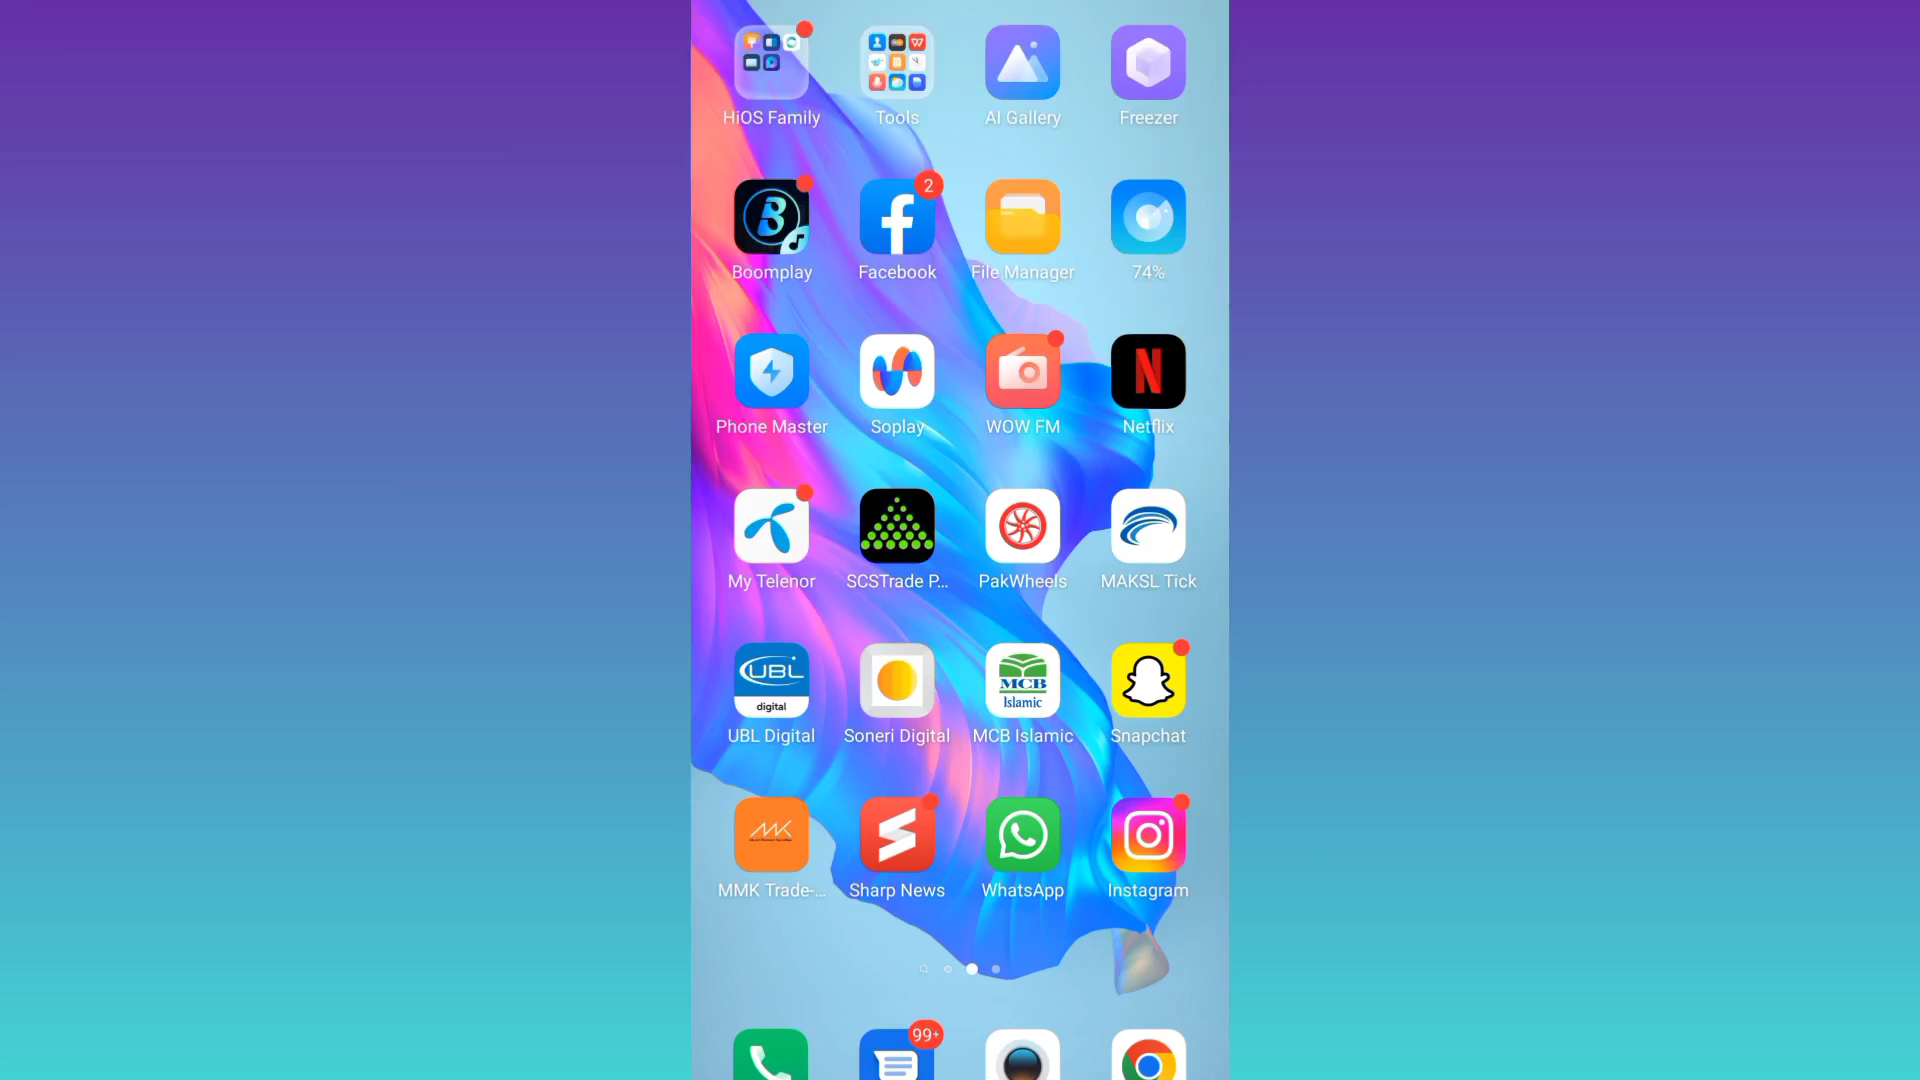 HiOS Family Tools AI Gallery Freezer
2
Boomplay Facebook File Manager 74%
Phone Master Soplay WOW FM Netflix
My Telenor SCSTrade P... PakWheels MAKSL Tick
UBL
digital
MCB
Islamic
UBL Digital Soneri Digital MCB Islamic Snapchat
MMK
MMK Trade-... Sharp News WhatsApp Instagram
99+